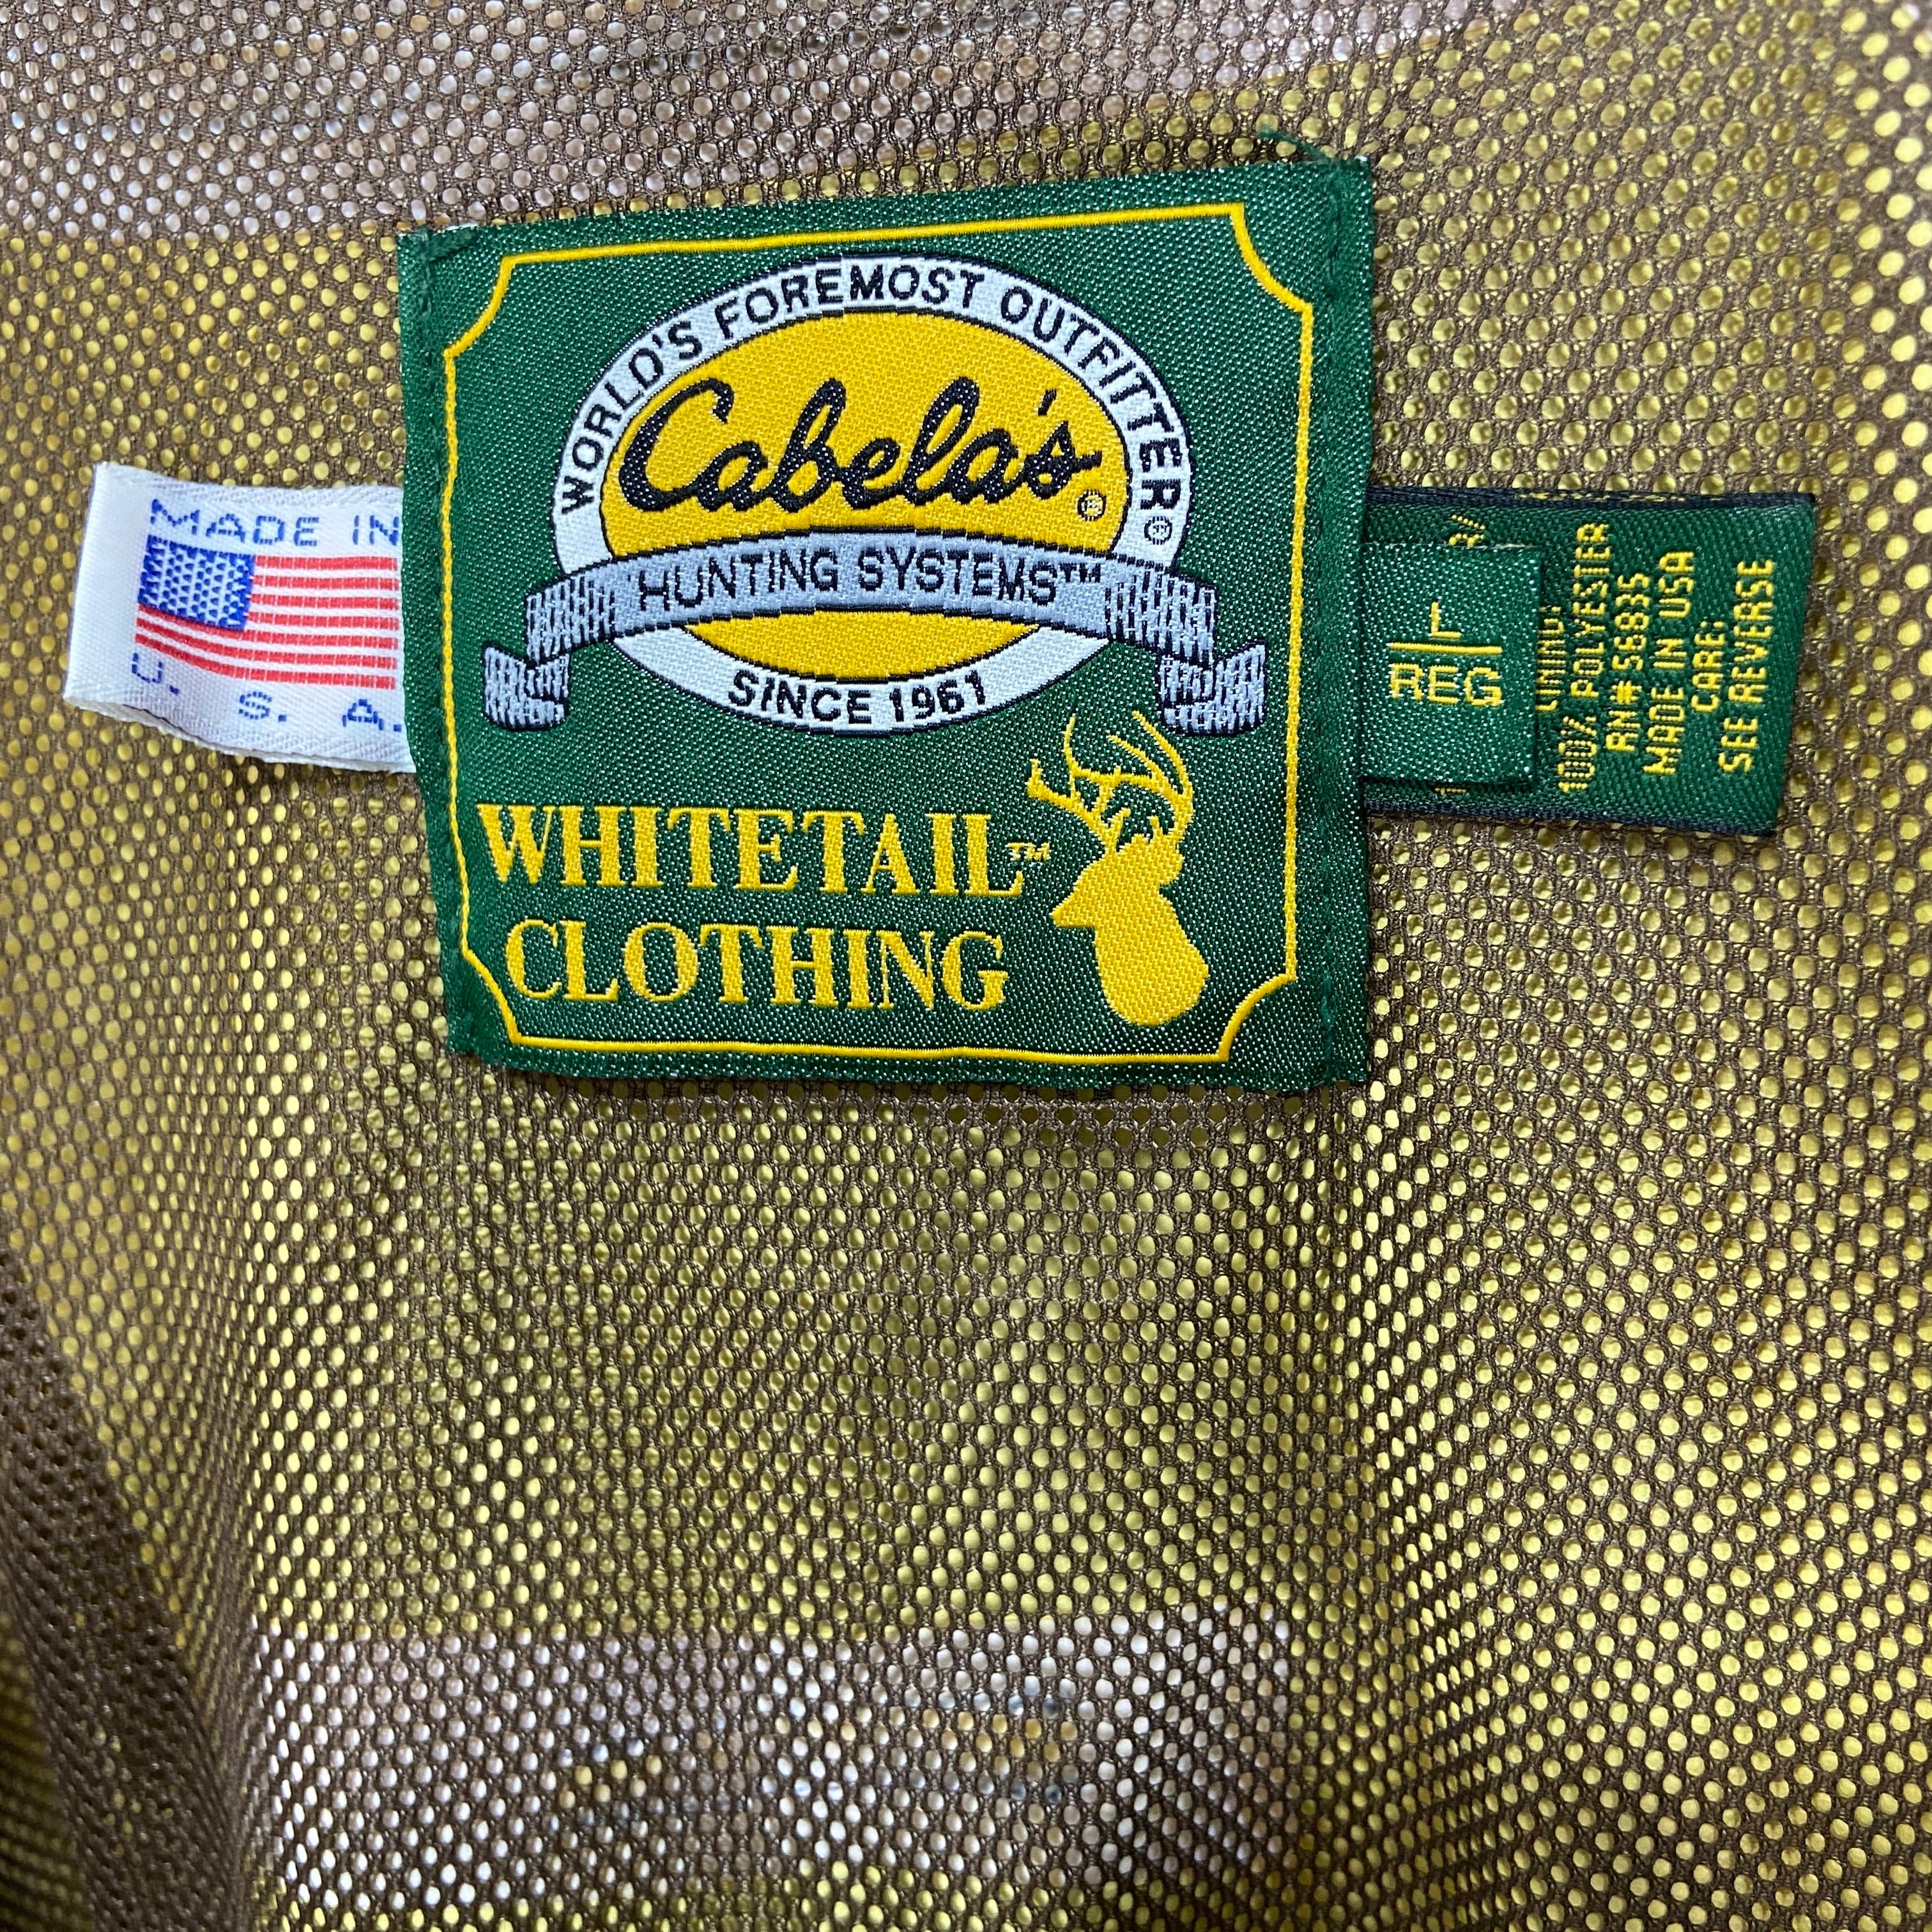 MADE IN
U. S. A.
WORLD'S FOREMOST OUTFITTER®
Cabela's®
HUNTING SYSTEMS™
SINCE 1961
WHITETAIL™
CLOTHING
L
REG
LINING:
100% POLYESTER
RN# 56835
MADE IN USA
CARE:
SEE REVERSE